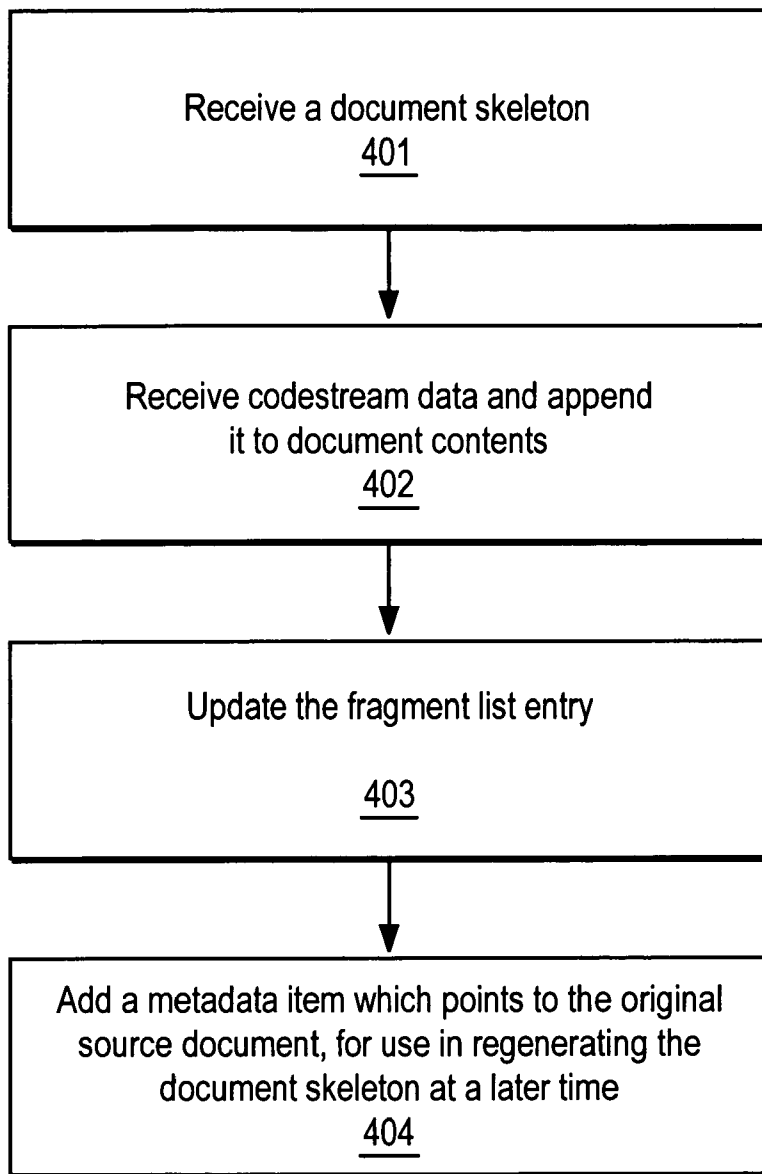 Receive a document skeleton
401
Receive codestream data and append
it to document contents
402
Update the fragment list entry
403
Add a metadata item which points to the original
source document, for use in regenerating the
document skeleton at a later time
404